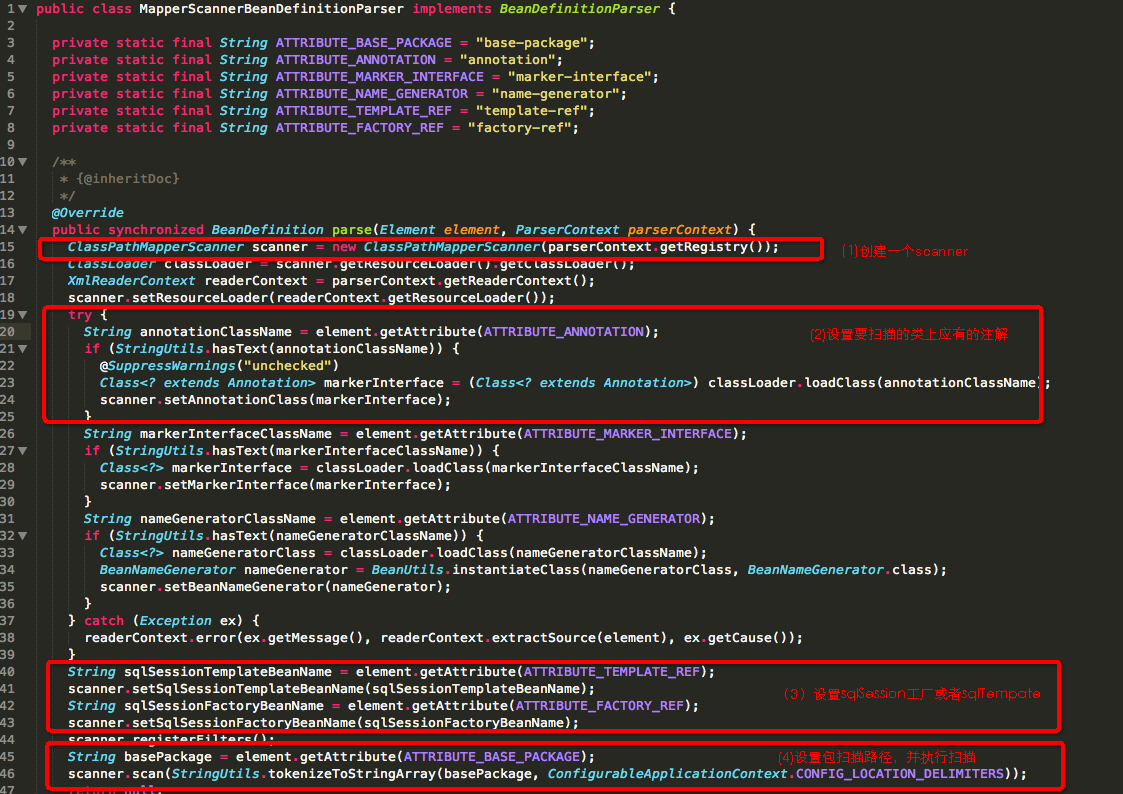 1 public class MapperScannerBeanDefinitionParser implements BeanDefinitionParser {
2
3 private static final String ATTRIBUTE_BASE_PACKAGE = "base-package";
4 private static final String ATTRIBUTE_ANNOTATION = "annotation";
5 private static final String ATTRIBUTE_MARKER_INTERFACE = "marker-interface";
6 private static final String ATTRIBUTE_NAME_GENERATOR = "name-generator";
7 private static final String ATTRIBUTE_TEMPLATE_REF = "template-ref";
8 private static final String ATTRIBUTE_FACTORY_REF = "factory-ref";
9
10 /**
11 * {@inheritDoc}
12 */
13 @Override
14 public synchronized BeanDefinition parse(Element element, ParserContext parserContext) {
15 ClassPathMapperScanner scanner = new ClassPathMapperScanner(parserContext.getRegistry()); (1)创建一个scanner
16 ClassLoader classLoader = scanner.getResourceLoader().getClassLoader();
17 XmlReaderContext readerContext = parserContext.getReaderContext();
18 scanner.setResourceLoader(readerContext.getResourceLoader());
19 try {
20 String annotationClassName = element.getAttribute(ATTRIBUTE_ANNOTATION); (2)设置要扫描的类上应有的注解
21 if (StringUtils.hasText(annotationClassName)) {
22 @SuppressWarnings("unchecked")
23 Class<? extends Annotation> markerInterface = (Class<? extends Annotation>) classLoader.loadClass(annotationClassName);
24 scanner.setAnnotationClass(markerInterface);
25 }
26 String markerInterfaceClassName = element.getAttribute(ATTRIBUTE_MARKER_INTERFACE);
27 if (StringUtils.hasText(markerInterfaceClassName)) {
28 Class<?> markerInterface = classLoader.loadClass(markerInterfaceClassName);
29 scanner.setMarkerInterface(markerInterface);
30 }
31 String nameGeneratorClassName = element.getAttribute(ATTRIBUTE_NAME_GENERATOR);
32 if (StringUtils.hasText(nameGeneratorClassName)) {
33 Class<?> nameGeneratorClass = classLoader.loadClass(nameGeneratorClassName);
34 BeanNameGenerator nameGenerator = BeanUtils.instantiateClass(nameGeneratorClass, BeanNameGenerator.class);
35 scanner.setBeanNameGenerator(nameGenerator);
36 }
37 } catch (Exception ex) {
38 readerContext.error(ex.getMessage(), readerContext.extractSource(element), ex.getCause());
39 }
40 String sqlSessionTemplateBeanName = element.getAttribute(ATTRIBUTE_TEMPLATE_REF);
41 scanner.setSqlSessionTemplateBeanName(sqlSessionTemplateBeanName); (3）设置sqlSession工厂或者sqlTempate
42 String sqlSessionFactoryBeanName = element.getAttribute(ATTRIBUTE_FACTORY_REF);
43 scanner.setSqlSessionFactoryBeanName(sqlSessionFactoryBeanName);
44 scanner.registerFilters();
45 String basePackage = element.getAttribute(ATTRIBUTE_BASE_PACKAGE); (4)设置包扫描路径，并执行扫描
46 scanner.scan(StringUtils.tokenizeToStringArray(basePackage, ConfigurableApplicationContext.CONFIG_LOCATION_DELIMITERS));
47 return null;